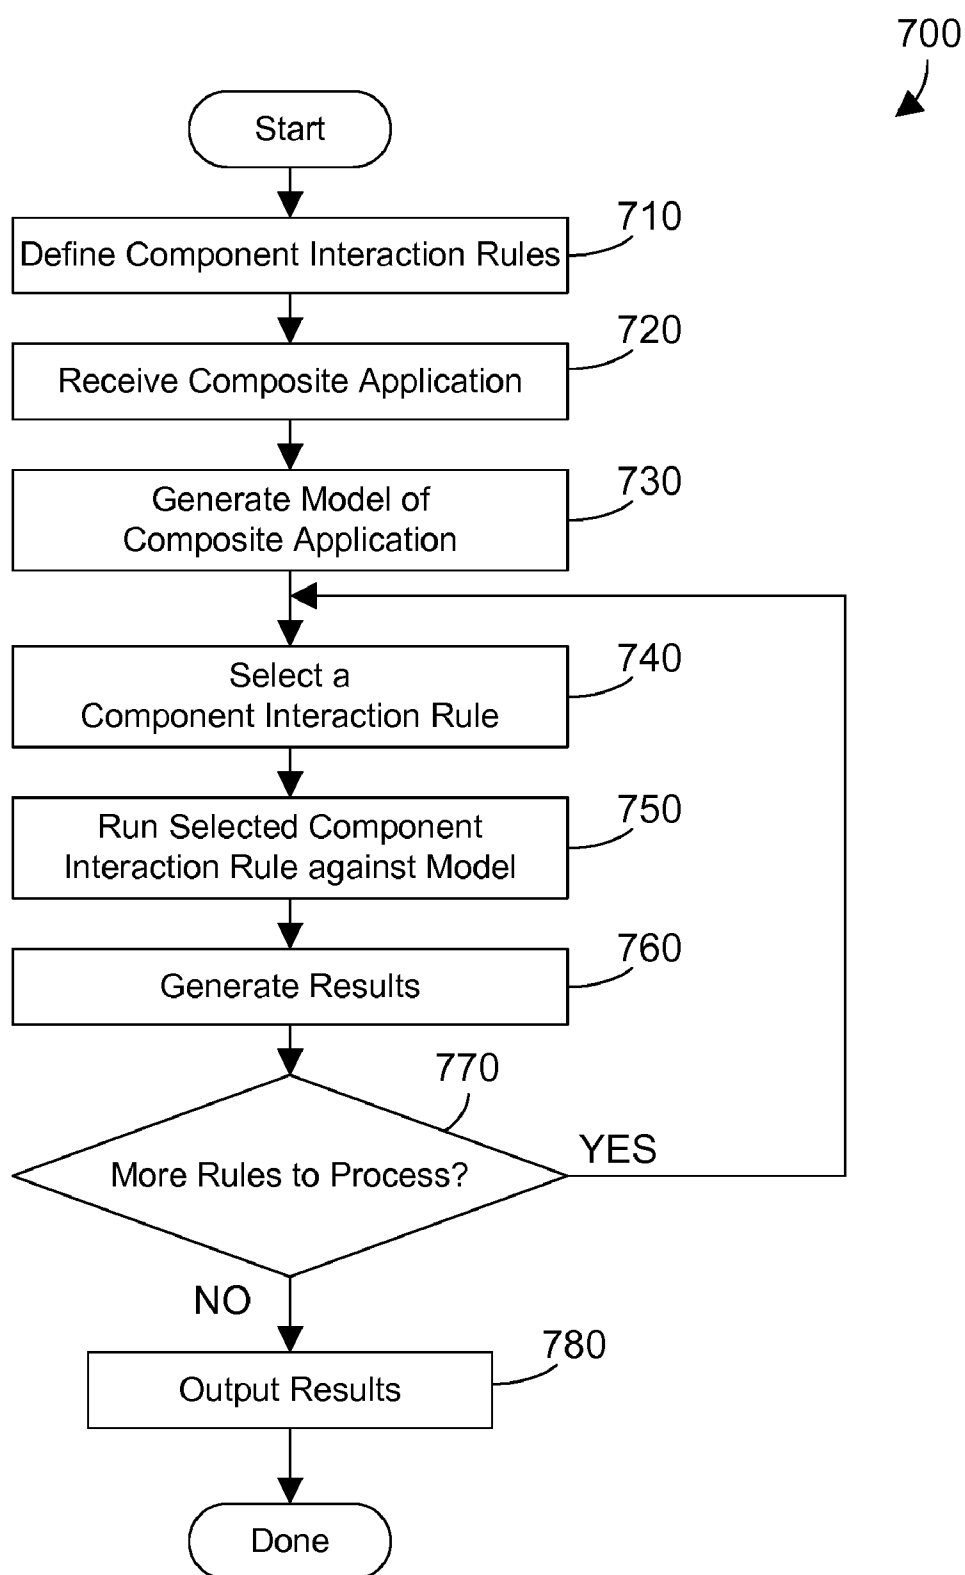 700
Start
710
Define Component Interaction Rules
720
Receive Composite Application
730
Generate Model of
Composite Application
740
Select a
Component Interaction Rule
750
Run Selected Component
Interaction Rule against Model
760
Generate Results
770
More Rules to Process?
YES
NO
780
Output Results
Done